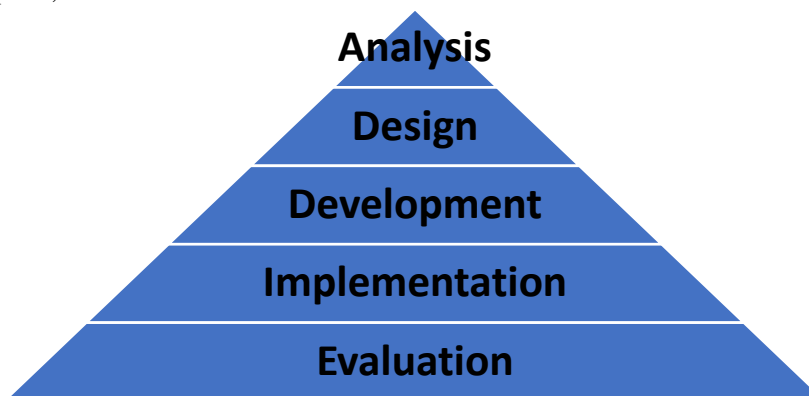 Analysis
Design
Development
Implementation
Evaluation